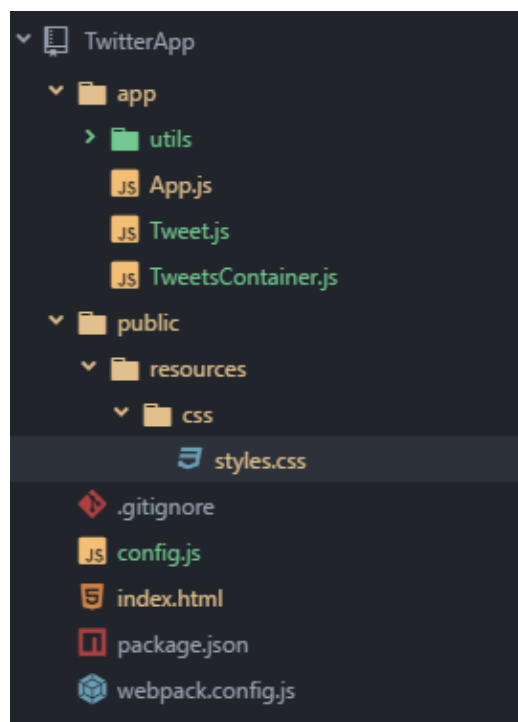 TwitterApp
app
utils
JS App.js
JS Tweet.js
JS TweetsContainer.js
public
resources
css
styles.css
.gitignore
JS config.js
index.html
package.json
webpack.config.js